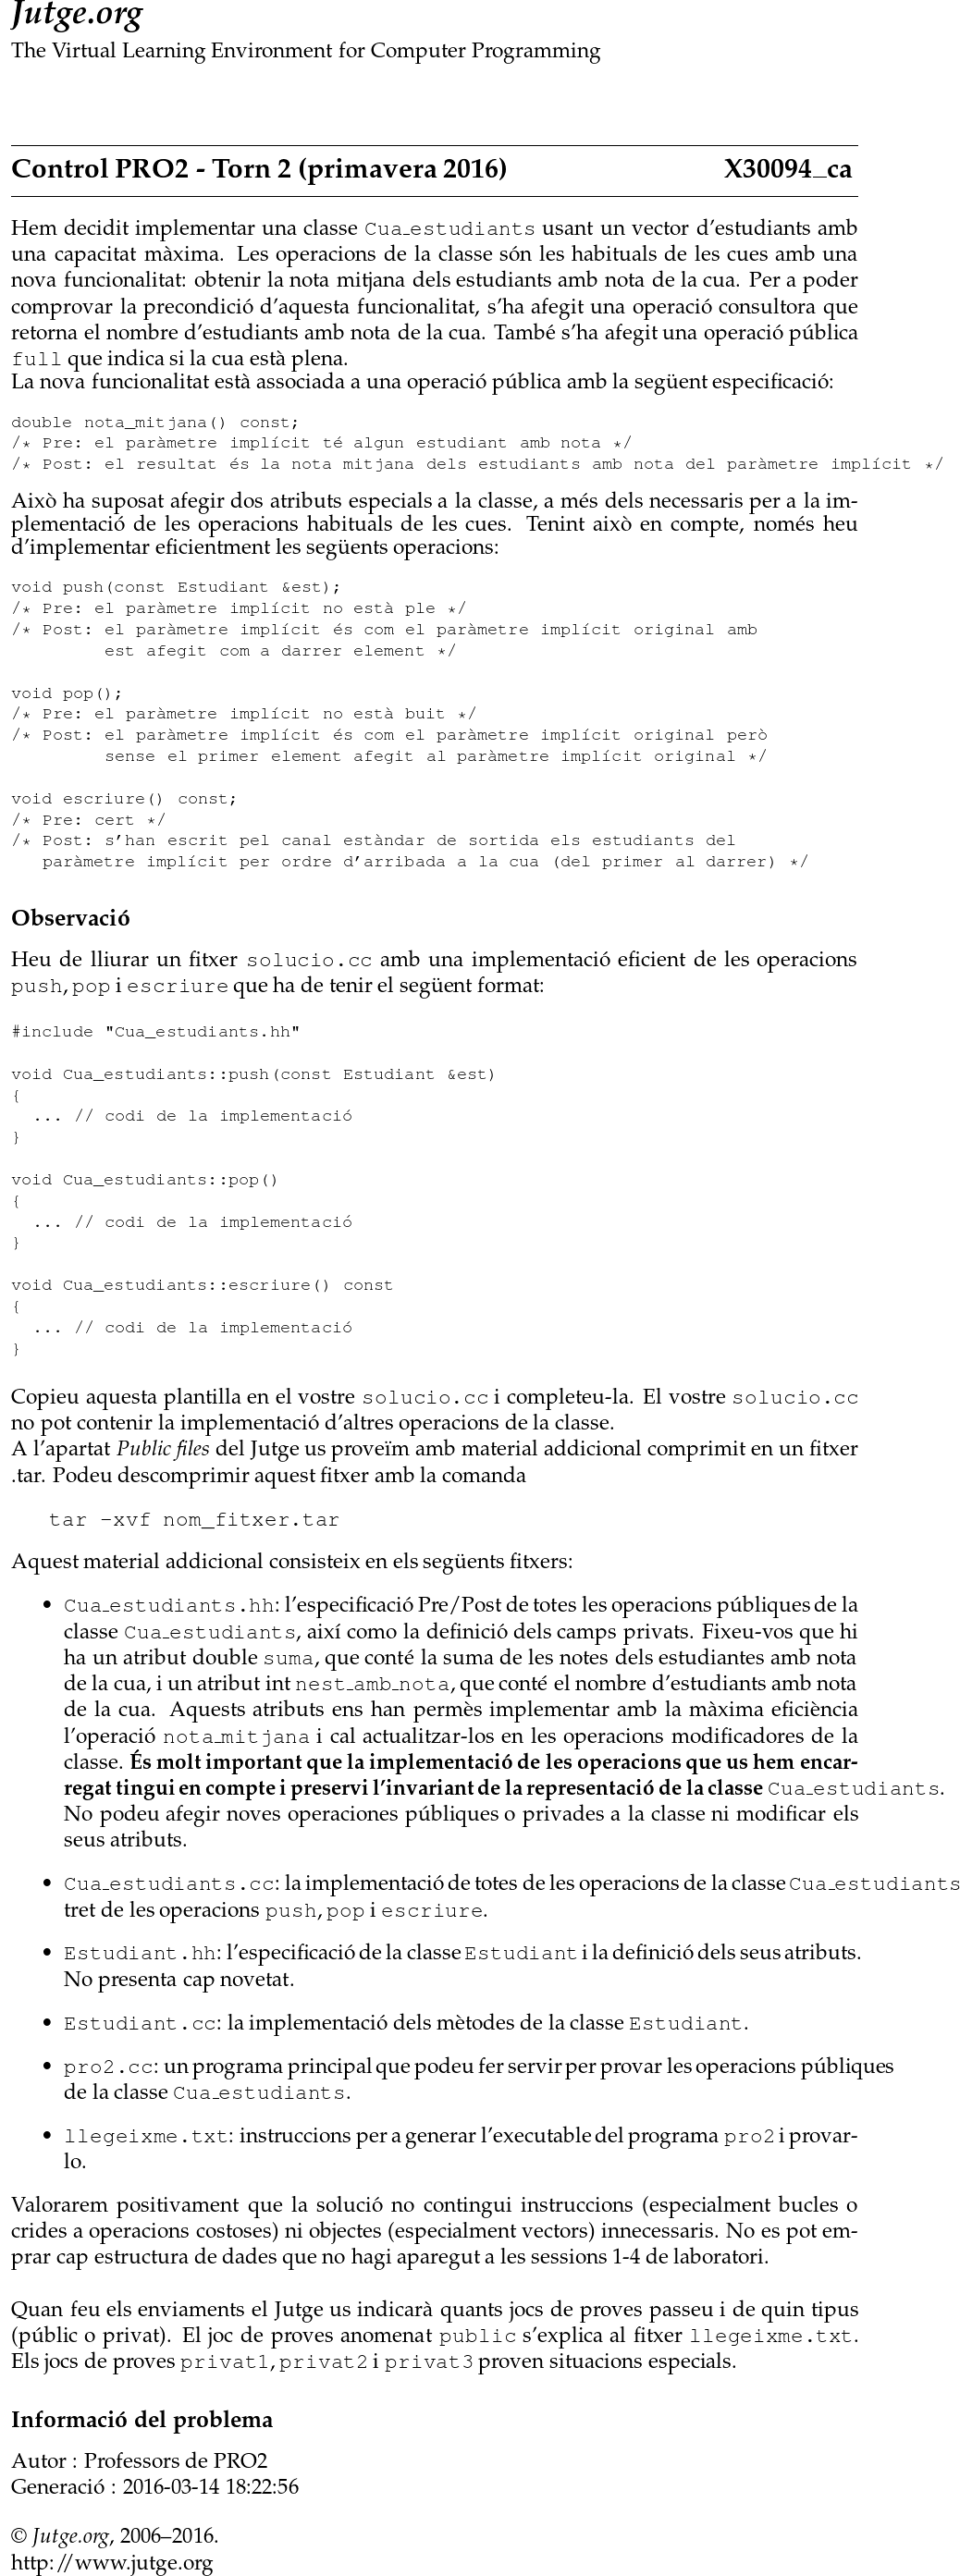 Jutge.org
The Virtual Learning Environment for Computer Programming
Control PRO2 - Torn 2 (primavera 2016) X30094_ca
Hem decidit implementar una classe Cua_estudiants usant un vector d'estudiants amb
una capacitat màxima. Les operacions de la classe són les habituals de les cues amb una
nova funcionalitat: obtenir la nota mitjana dels estudiants amb nota de la cua. Per a poder
comprovar la precondició d'aquesta funcionalitat, s'ha afegit una operació consultora que
retorna el nombre d'estudiants amb nota de la cua. També s'ha afegit una operació pública
full que indica si la cua està plena.
La nova funcionalitat està associada a una operació pública amb la següent especificació:
double nota_mitjana() const;
/* Pre: el paràmetre implícit té algun estudiant amb nota */
/* Post: el resultat és la nota mitjana dels estudiants amb nota del paràmetre implícit */
Això ha suposat afegir dos atributs especials a la classe, a més dels necessaris per a la im-
plementació de les operacions habituals de les cues. Tenint això en compte, només heu
d'implementar eficientment les següents operacions:
void push(const Estudiant &est);
/* Pre: el paràmetre implícit no està ple */
/* Post: el paràmetre implícit és com el paràmetre implícit original amb
est afegit com a darrer element */
void pop();
/* Pre: el paràmetre implícit no està buit */
/* Post: el paràmetre implícit és com el paràmetre implícit original però
sense el primer element afegit al paràmetre implícit original */
void escriure() const;
/* Pre: cert */
/* Post: s'han escrit pel canal estàndar de sortida els estudiants del
paràmetre implícit per ordre d'arribada a la cua (del primer al darrer) */
Observació
Heu de lliurar un fitxer solucio.cc amb una implementació eficient de les operacions
push, pop i escriure que ha de tenir el següent format:
#include "Cua_estudiants.hh"
void Cua_estudiants::push(const Estudiant &est)
{
... // codi de la implementació
}
void Cua_estudiants::pop()
{
... // codi de la implementació
}
void Cua_estudiants::escriure() const
{
... // codi de la implementació
}
Copieu aquesta plantilla en el vostre solucio.cc i completeu-la. El vostre solucio.cc
no pot contenir la implementació d'altres operacions de la classe.
A l'apartat Public files del Jutge us proveïm amb material addicional comprimit en un fitxer
.tar. Podeu descomprimir aquest fitxer amb la comanda
tar -xvf nom_fitxer.tar
Aquest material addicional consisteix en els següents fitxers:
• Cua_estudiants.hh: l'especificació Pre/Post de totes les operacions públiques de la
classe Cua_estudiants, així como la definició dels camps privats. Fixeu-vos que hi
ha un atribut double suma, que conté la suma de les notes dels estudiantes amb nota
de la cua, i un atribut int nest_amb_nota, que conté el nombre d'estudiants amb nota
de la cua. Aquests atributs ens han permès implementar amb la màxima eficiència
l'operació nota_mitjana i cal actualitzar-los en les operacions modificadores de la
classe. És molt important que la implementació de les operacions que us hem encar-
regat tingui en compte i preservi l'invariant de la representació de la classe Cua_estudiants.
No podeu afegir noves operaciones públiques o privades a la classe ni modificar els
seus atributs.
• Cua_estudiants.cc: la implementació de totes de les operacions de la classe Cua_estudiants
tret de les operacions push, pop i escriure.
• Estudiant.hh: l'especificació de la classe Estudiant i la definició dels seus atributs.
No presenta cap novetat.
• Estudiant.cc: la implementació dels mètodes de la classe Estudiant.
• pro2.cc: un programa principal que podeu fer servir per provar les operacions públiques
de la classe Cua_estudiants.
• llegeixme.txt: instruccions per a generar l'executable del programa pro2 i provar-
lo.
Valorarem positivament que la solució no contingui instruccions (especialment bucles o
crides a operacions costoses) ni objectes (especialment vectors) innecessaris. No es pot em-
prar cap estructura de dades que no hagi aparegut a les sessions 1-4 de laboratori.
Quan feu els enviaments el Jutge us indicarà quants jocs de proves passeu i de quin tipus
(públic o privat). El joc de proves anomenat public s'explica al fitxer llegeixme.txt.
Els jocs de proves privat1, privat2 i privat3 proven situacions especials.
Informació del problema
Autor : Professors de PRO2
Generació : 2016-03-14 18:22:56
© Jutge.org, 2006–2016.
http://www.jutge.org